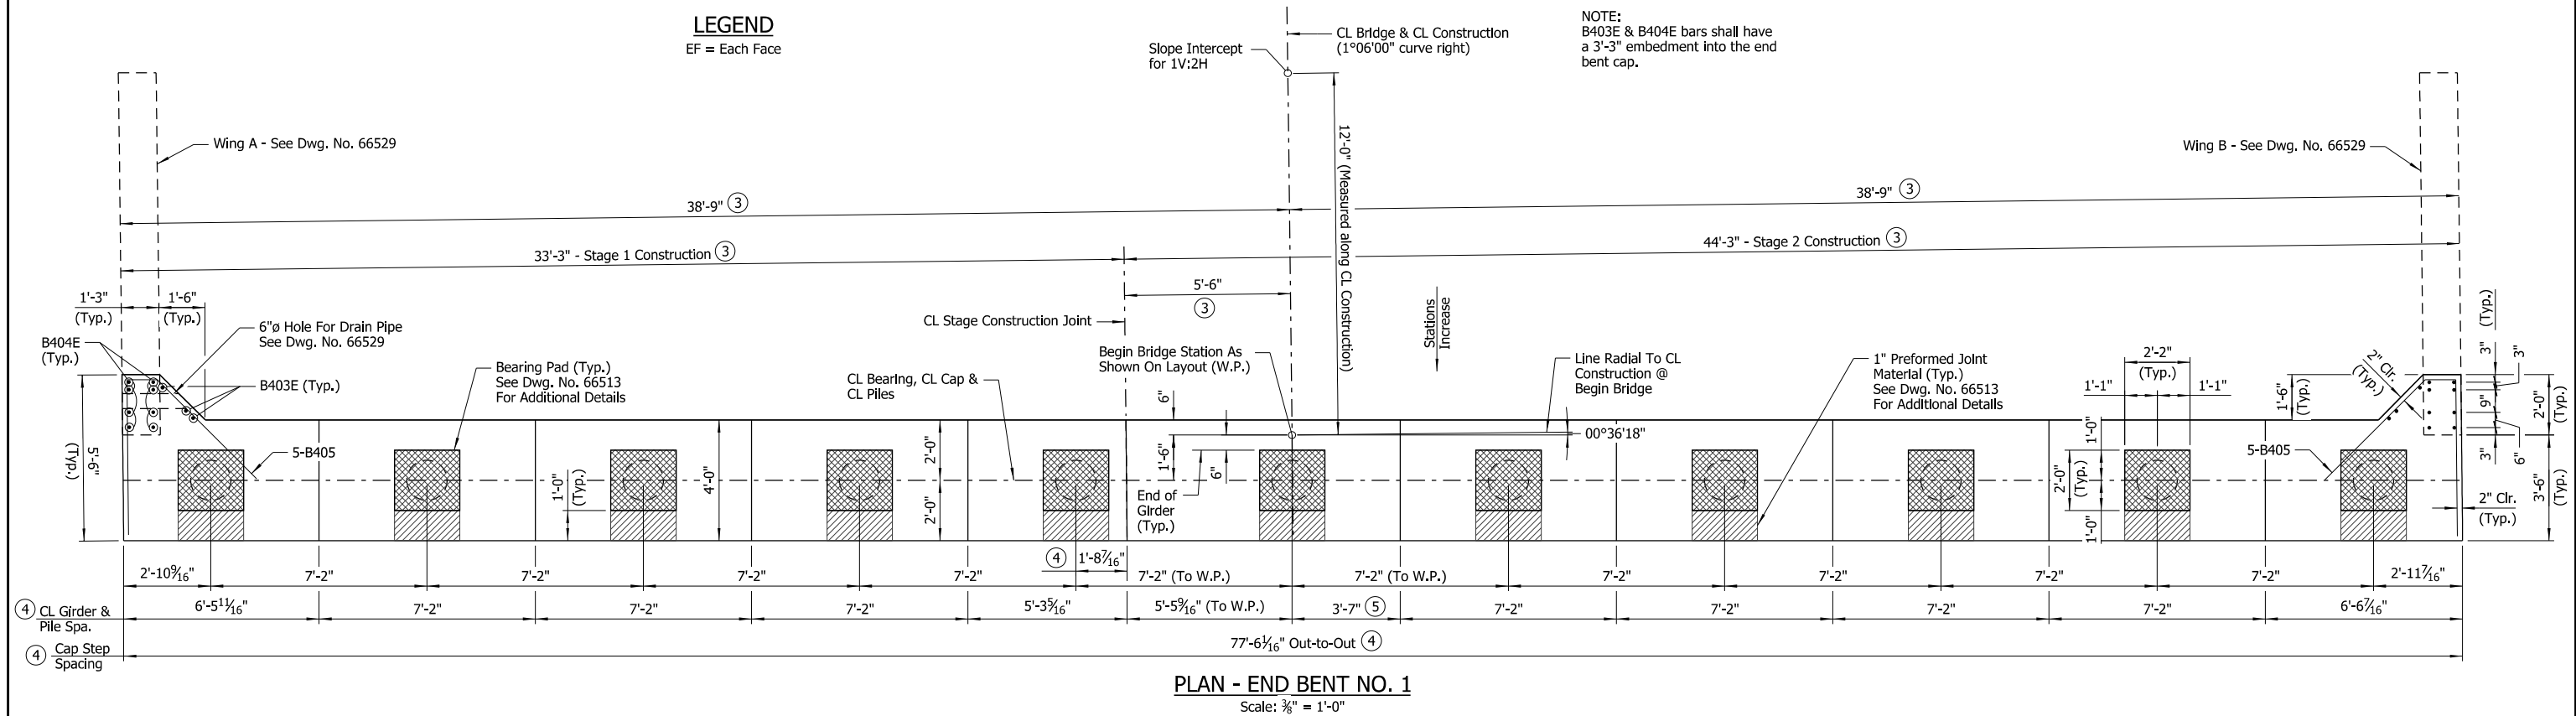 LEGEND
EF = Each Face
CL Bridge & CL Construction
(1°06'00" curve right)
Slope Intercept
for 1V:2H
NOTE:
B403E & B404E bars shall have
a 3'-3" embedment into the end
bent cap.
Wing A - See Dwg. No. 66529
Wing B - See Dwg. No. 66529
12'-0" (Measured along CL Construction)
38'-9" ③
38'-9" ③
33'-3" - Stage 1 Construction ③
44'-3" - Stage 2 Construction ③
5'-6"
③
Stations
Increase
1'-3"
(Typ.)
1'-6"
(Typ.)
6"ø Hole For Drain Pipe
See Dwg. No. 66529
B404E
(Typ.)
B403E (Typ.)
Bearing Pad (Typ.)
See Dwg. No. 66513
For Additional Details
CL Stage Construction Joint
CL Bearing, CL Cap &
CL Piles
Begin Bridge Station As
Shown On Layout (W.P.)
Line Radial To CL
Construction @
Begin Bridge
1" Preformed Joint
Material (Typ.)
See Dwg. No. 66513
For Additional Details
2'-2"
(Typ.)
1'-1"
1'-1"
2" Clr.
(Typ.)
1'-6"
(Typ.)
(Typ.)
3"
3"
9"
2'-0"
(Typ.)
3"
6"
3'-6"
(Typ.)
2" Clr.
(Typ.)
5'-6"
(Typ.)
5-B405
1'-0"
(Typ.)
4'-0"
2'-0"
2'-0"
6"
1'-6"
6"
End of
Girder
(Typ.)
00°36'18"
1'-0"
2'-0"
(Typ.)
1'-0"
5-B405
④ 1'-8 7/16"
2'-10 9/16"
7'-2"
7'-2"
7'-2"
7'-2"
7'-2" (To W.P.)
7'-2" (To W.P.)
7'-2"
7'-2"
7'-2"
7'-2"
2'-11 7/16"
④ CL Girder &
Pile Spa.
6'-5 11/16"
7'-2"
7'-2"
7'-2"
5'-3 5/16"
5'-5 9/16" (To W.P.)
3'-7" ⑤
7'-2"
7'-2"
7'-2"
7'-2"
6'-6 7/16"
④ Cap Step
Spacing
77'-6 1/16" Out-to-Out ④
PLAN - END BENT NO. 1
Scale: 3/8" = 1'-0"